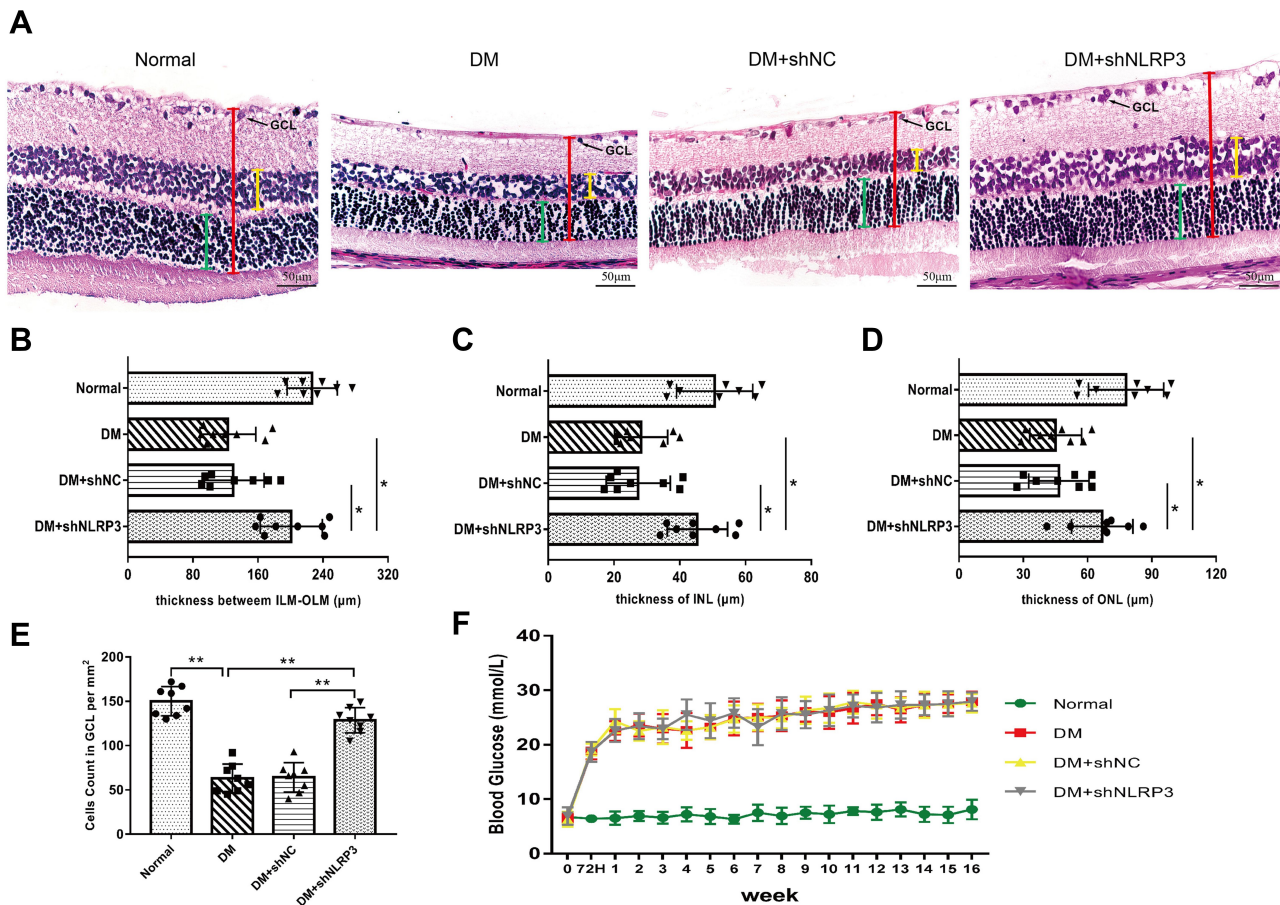 A
Normal
DM
DM+shNC
DM+shNLRP3
GCL
GCL
GCL
GCL
50μm
50μm
50μm
50μm
B
Normal
DM
DM+shNC
DM+shNLRP3
*
*
0
80
160
240
320
thickness between ILM-OLM (μm)
C
Normal
DM
DM+shNC
DM+shNLRP3
*
*
0
20
40
60
80
thickness of INL (μm)
D
Normal
DM
DM+shNC
DM+shNLRP3
*
*
0
30
60
90
120
thickness of ONL (μm)
E
Cells Count in GCL per mm²
200
150
100
50
0
**
**
**
Normal
DM
DM+shNC
DM+shNLRP3
F
Blood Glucose (mmol/L)
40
30
20
10
0
0 72H 1 2 3 4 5 6 7 8 9 10 11 12 13 14 15 16
week
Normal
DM
DM+shNC
DM+shNLRP3